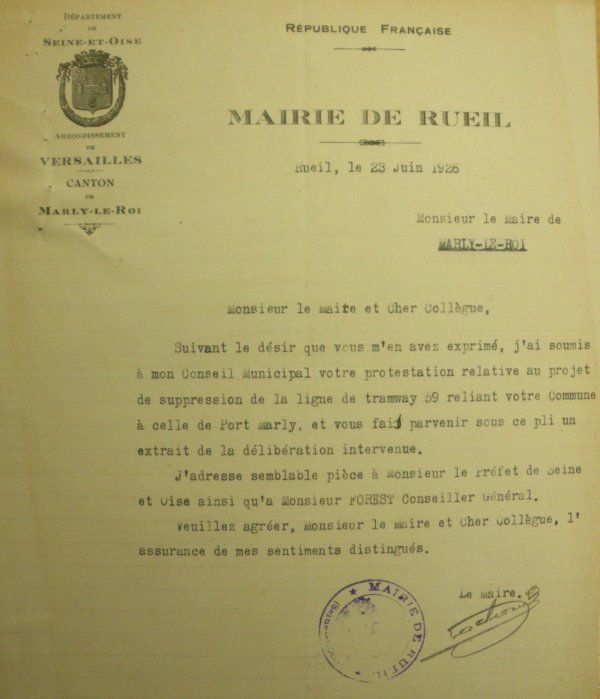 DÉPARTEMENT
DE
SEINE-ET-OISE
ARRONDISSEMENT
DE
VERSAILLES
CANTON
DE
MARLY-LE-ROI
RÉPUBLIQUE FRANÇAISE
MAIRIE DE RUEIL
Rueil, le 23 Juin 1926
Monsieur le Maire de
MARLY-LE-ROI
Monsieur le Maire et Cher Collègue,
Suivant le désir que vous m'en avez exprimé, j'ai soumis
à mon Conseil Municipal votre protestation relative au projet
de suppression de la ligne de tramway 59 reliant votre Commune
à celle de Port Marly, et vous fais parvenir sous ce pli un
extrait de la délibération intervenue.
J'adresse semblable pièce à Monsieur le Préfet de Seine
et Oise ainsi qu'a Monsieur FOREST Conseiller Général.
Veuillez agréer, Monsieur le Maire et Cher Collègue, l'
assurance de mes sentiments distingués.
Le Maire.
MAIRIE DE RUEIL